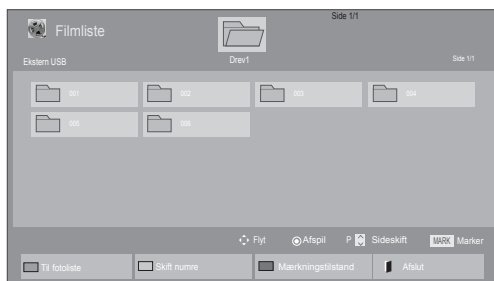 Side 1/1
Filmliste
Ekstern USB
Drev1
Side 1/1
001 002 003 004
005 006
Flyt Afspil P Sideskift MARK Marker
Til fotoliste Skift numre Mærkningstilstand Afslut